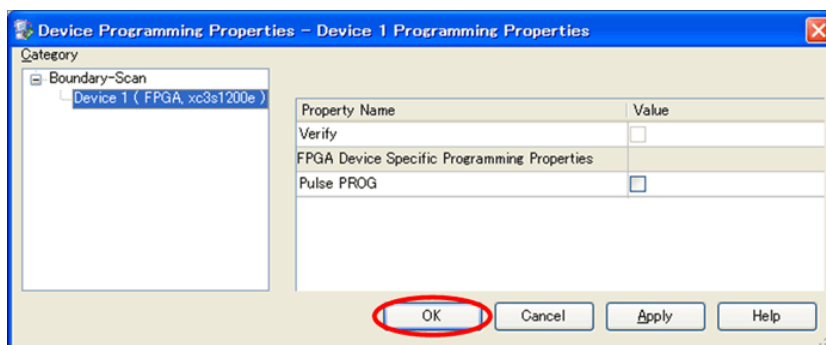 Device Programming Properties - Device 1 Programming Properties
Category
Boundary-Scan
Device 1 ( FPGA, xc3s1200e )
Property Name Value
Verify
FPGA Device Specific Programming Properties
Pulse PROG
OK Cancel Apply Help